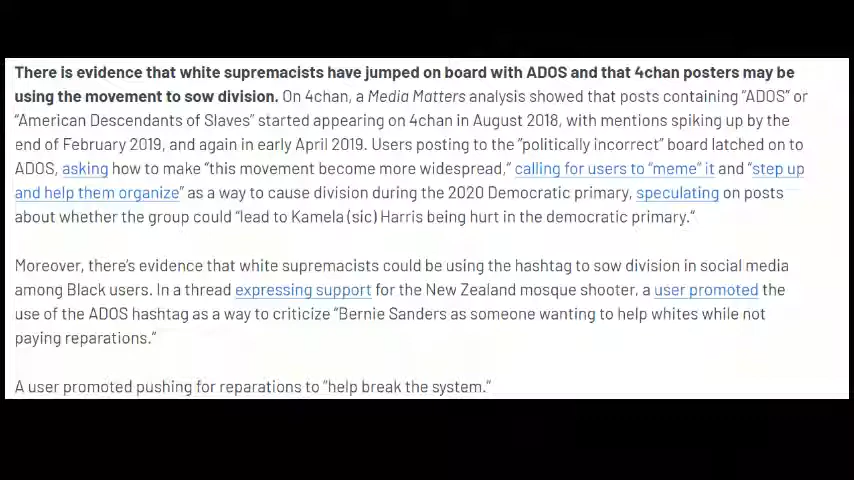 There is evidence that white supremacists have jumped on board with ADOS and that 4chan posters may be
using the movement to sow division. On 4chan, a Media Matters analysis showed that posts containing “ADOS” or
“American Descendants of Slaves” started appearing on 4chan in August 2018, with mentions spiking up by the
end of February 2019, and again in early April 2019. Users posting to the “politically incorrect” board latched on to
ADOS, asking how to make “this movement become more widespread,” calling for users to “meme” it and “step up
and help them organize” as a way to cause division during the 2020 Democratic primary, speculating on posts
about whether the group could “lead to Kamela (sic) Harris being hurt in the democratic primary.”
Moreover, there’s evidence that white supremacists could be using the hashtag to sow division in social media
among Black users. In a thread expressing support for the New Zealand mosque shooter, a user promoted the
use of the ADOS hashtag as a way to criticize “Bernie Sanders as someone wanting to help whites while not
paying reparations.”
A user promoted pushing for reparations to “help break the system.”